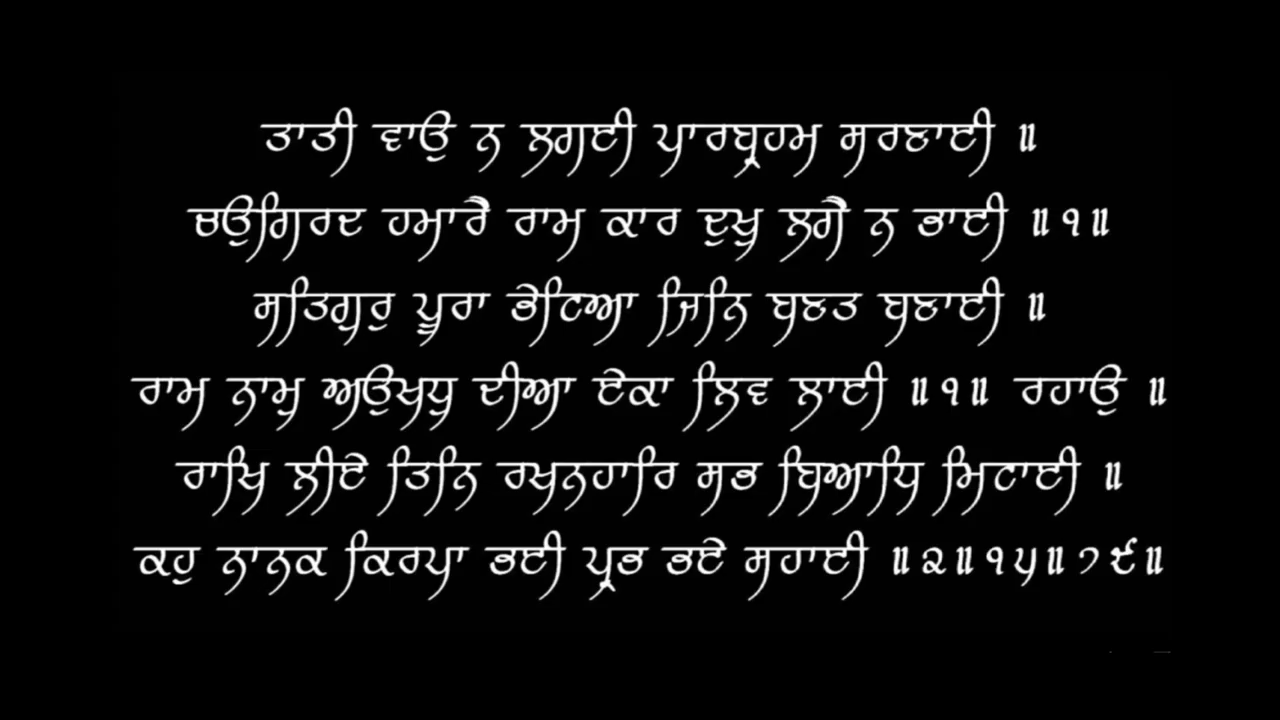 ਤਾਤੀ ਵਾਉ ਨ ਲਗਈ ਪਾਰਬ੍ਰਹਮ ਸਰਣਾਈ ॥
ਚਉਗਿਰਦ ਹਮਾਰੈ ਰਾਮ ਕਾਰ ਦੁਖੁ ਲਗੈ ਨ ਭਾਈ ॥੧॥
ਸਤਿਗੁਰੁ ਪੂਰਾ ਭੇਟਿਆ ਜਿਨਿ ਬਣਤ ਬਣਾਈ ॥
ਰਾਮ ਨਾਮੁ ਅਉਖਧੁ ਦੀਆ ਏਕਾ ਲਿਵ ਲਾਈ ॥੧॥ ਰਹਾਉ ॥
ਰਾਖਿ ਲੀਏ ਤਿਨਿ ਰਖਨਹਾਰਿ ਸਭ ਬਿਆਧਿ ਮਿਟਾਈ ॥
ਕਹੁ ਨਾਨਕ ਕਿਰਪਾ ਭਈ ਪ੍ਰਭ ਭਏ ਸਹਾਈ ॥੨॥੧੫॥੭੯॥